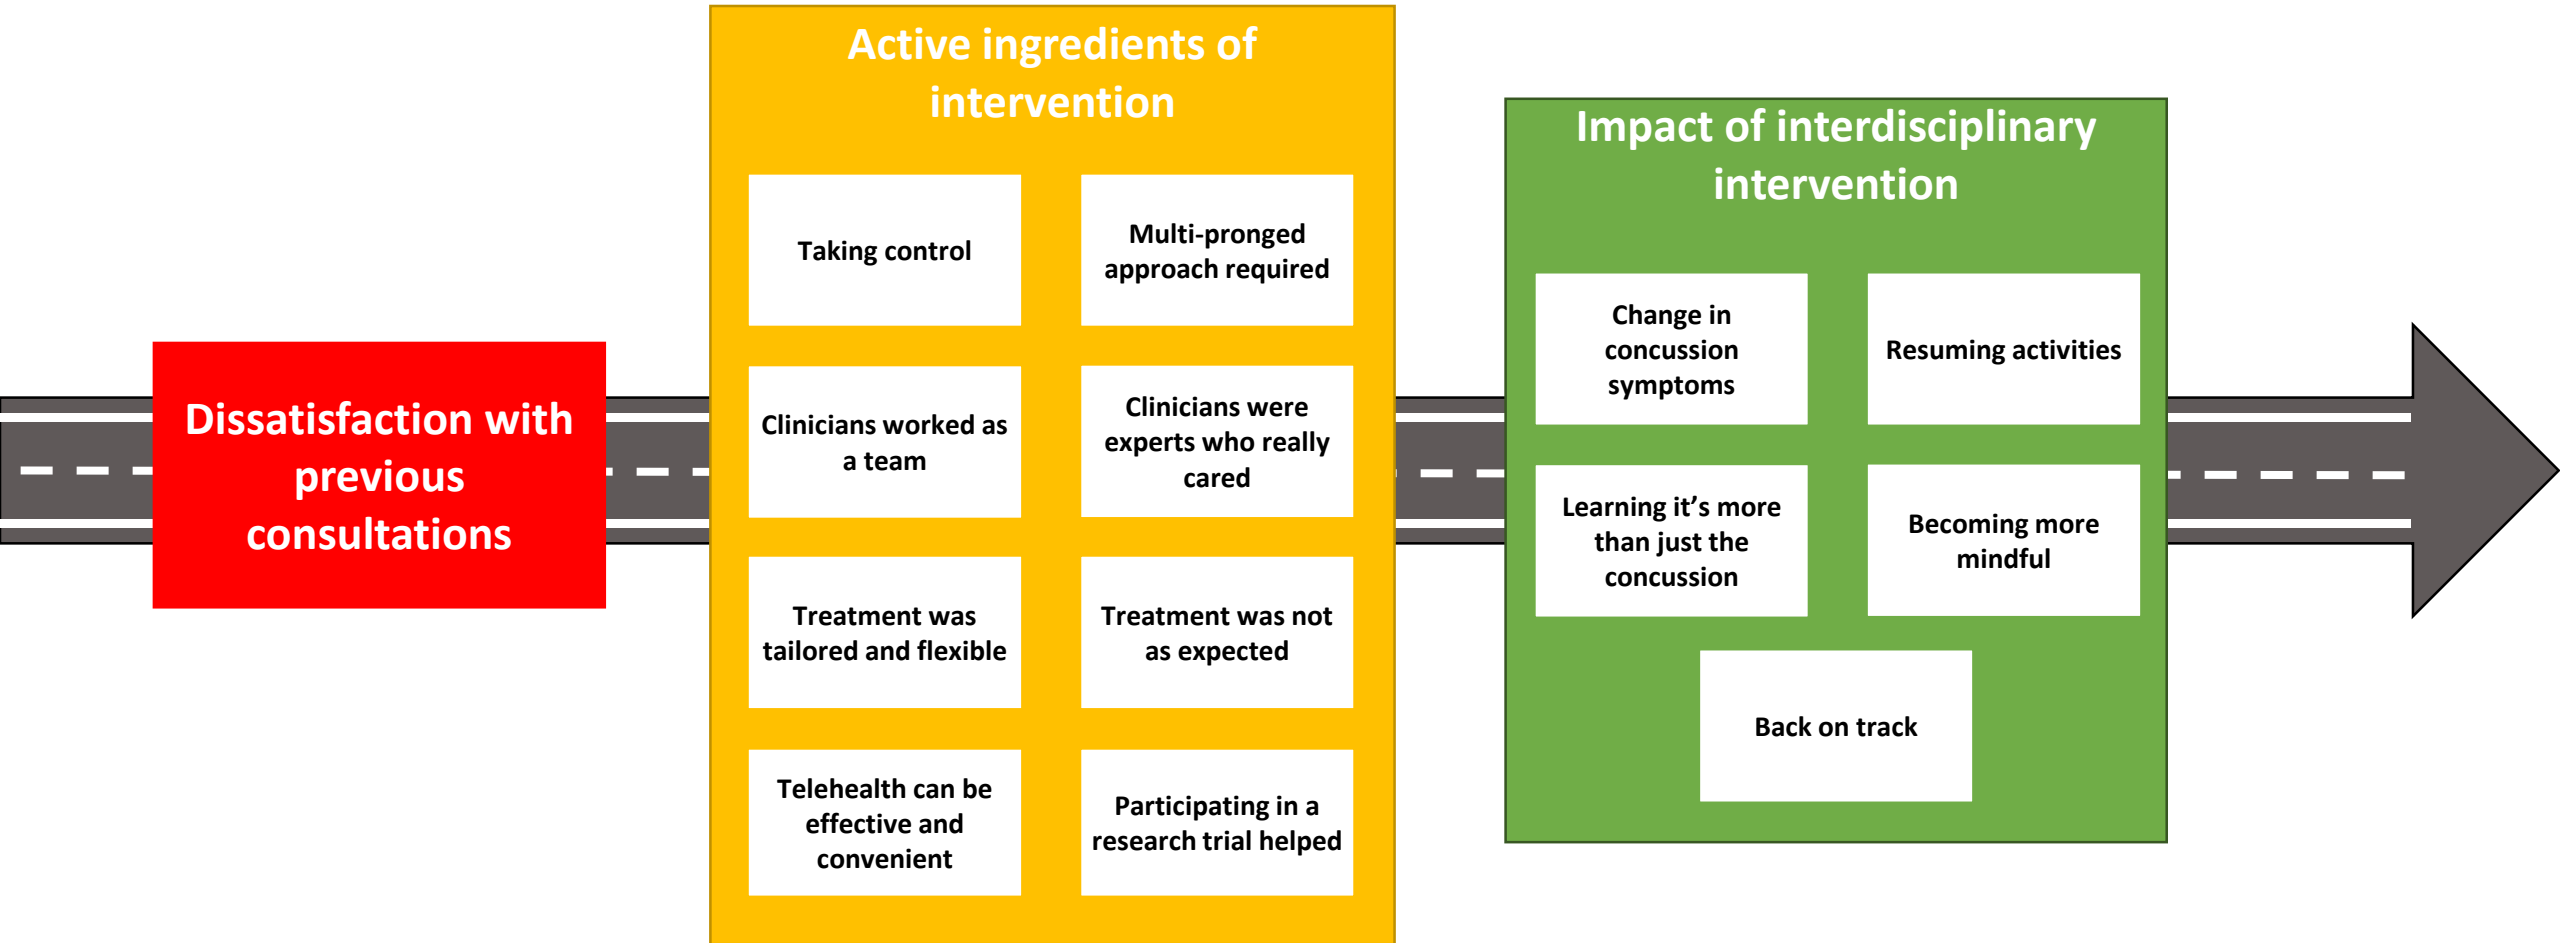 Dissatisfaction with
previous
consultations
Active ingredients of
intervention
Taking control
Multi-pronged
approach required
Clinicians worked as
a team
Clinicians were
experts who really
cared
Treatment was
tailored and flexible
Treatment was not
as expected
Telehealth can be
effective and
convenient
Participating in a
research trial helped
Impact of interdisciplinary
intervention
Change in
concussion
symptoms
Resuming activities
Learning it’s more
than just the
concussion
Becoming more
mindful
Back on track